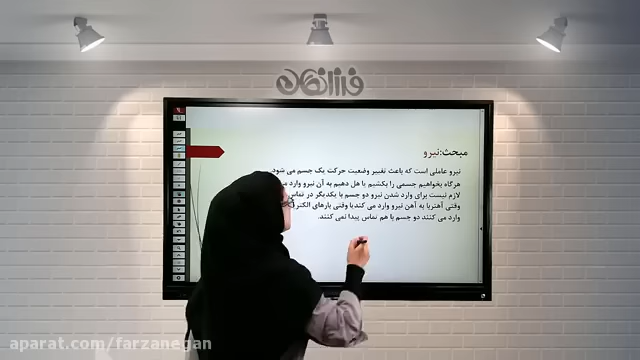 فرزانگان
مبحث:نیرو
نیرو عاملی است که باعث تغییر وضعیت حرکت یک جسم می شود
هرگاه بخواهیم جسمی را بکشیم یا هل دهیم به آن نیرو وارد
لازم نیست برای وارد شدن نیرو دو جسم با یکدیگر در تماس
وقتی آهنربا به آهن نیرو وارد می کند یا وقتی بارهای
وارد می کنند دو جسم با هم تماس پیدا نمی کنند.
aparat.com/farzanegan